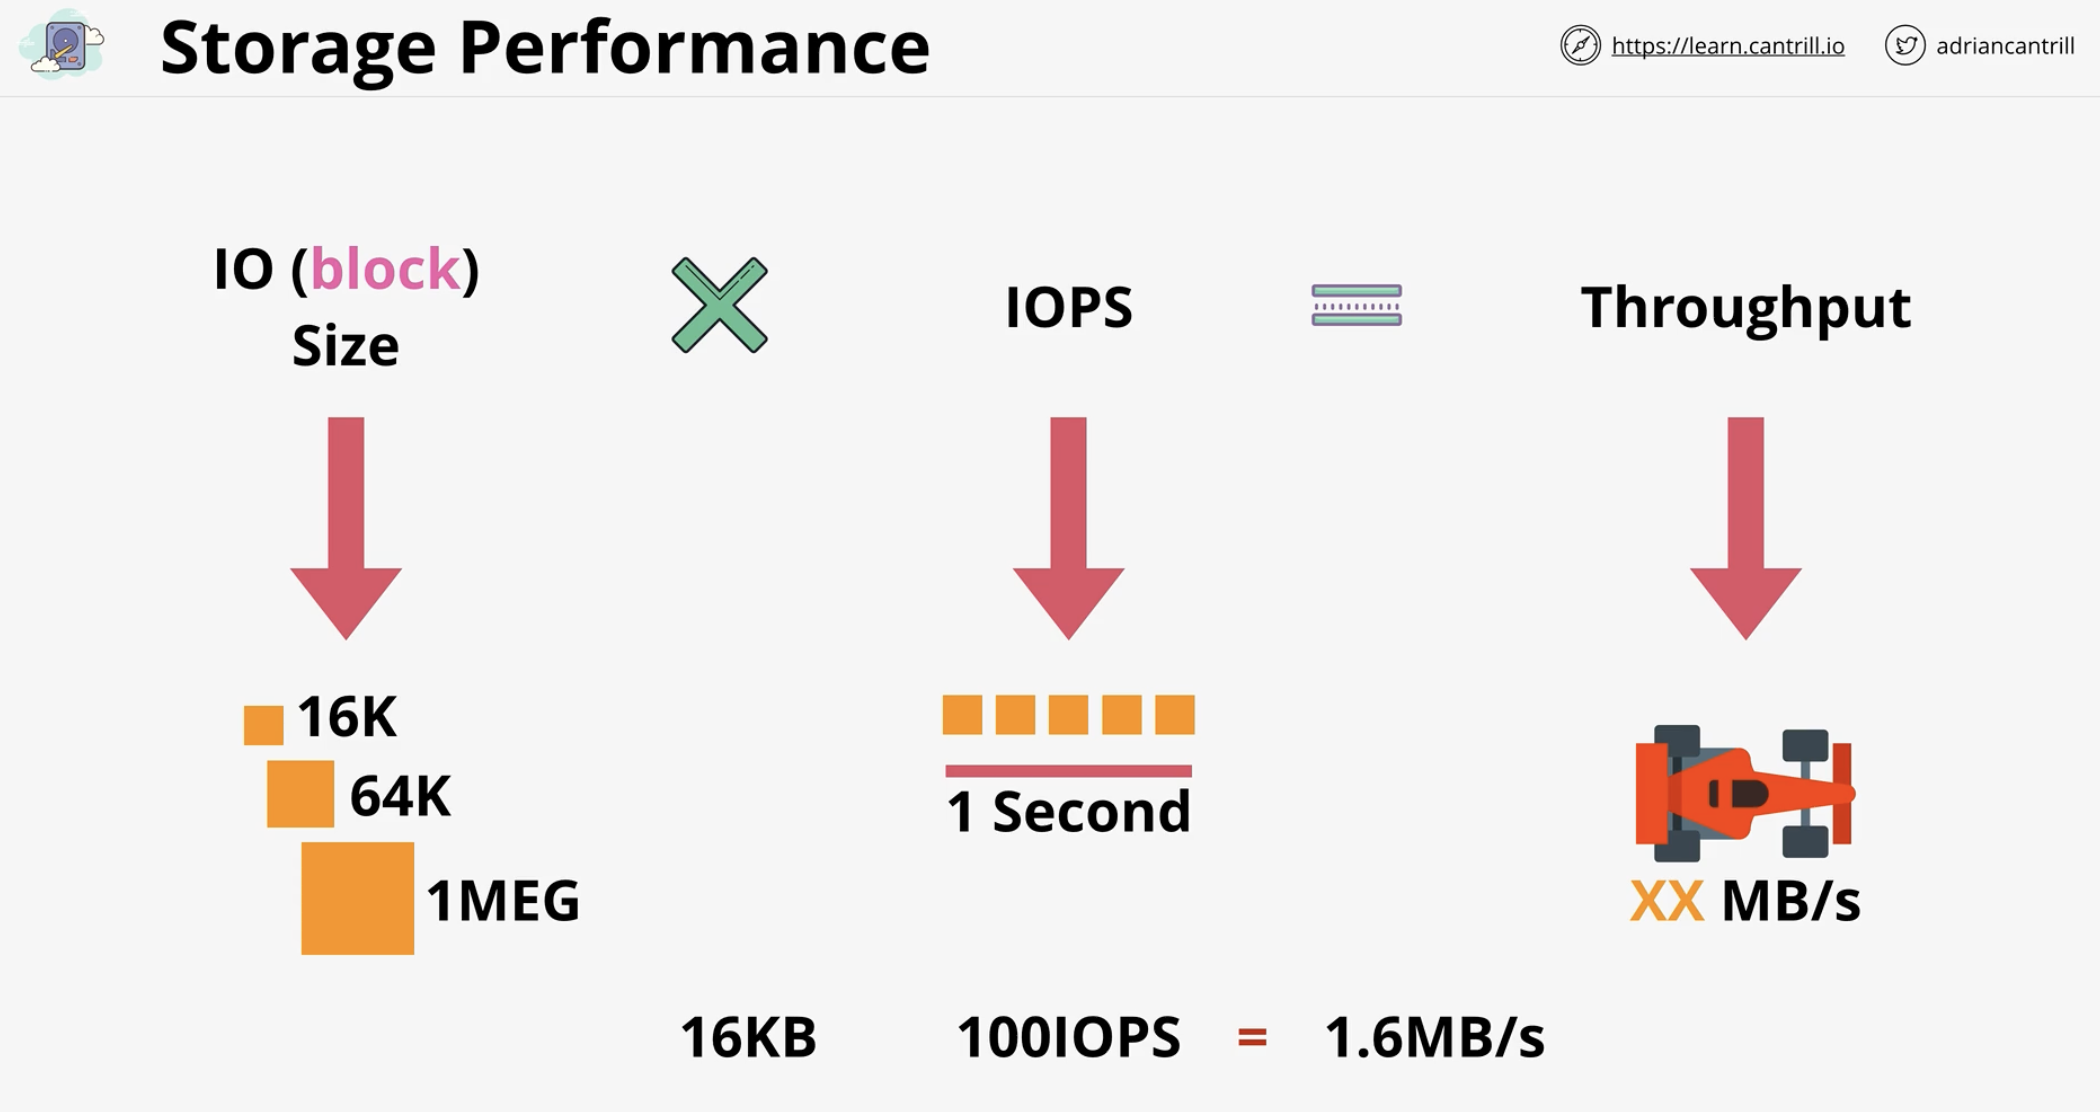 Storage Performance
https://learn.cantrill.io
adriancantrill
IO (block)
Size
IOPS
Throughput
16K
64K
1MEG
1 Second
XX MB/s
16KB 100IOPS = 1.6MB/s